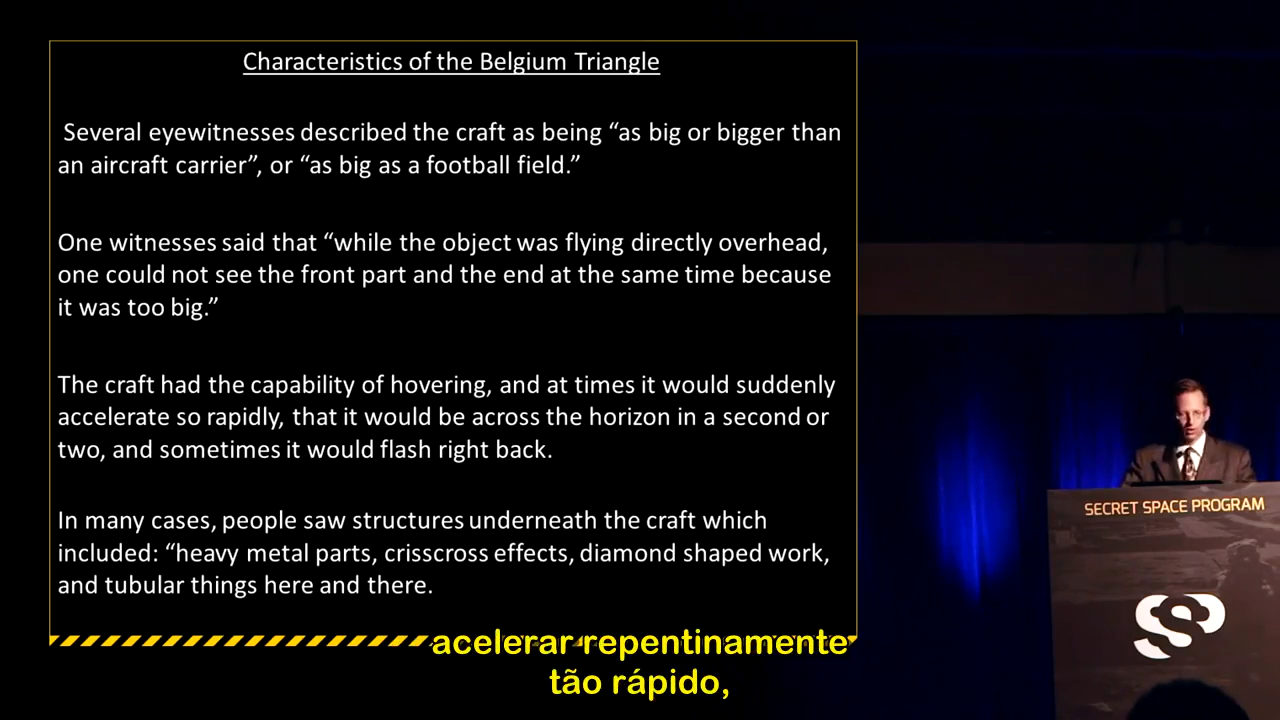 Characteristics of the Belgium Triangle
Several eyewitnesses described the craft as being “as big or bigger than
an aircraft carrier”, or “as big as a football field.”
One witnesses said that “while the object was flying directly overhead,
one could not see the front part and the end at the same time because
it was too big.”
The craft had the capability of hovering, and at times it would suddenly
accelerate so rapidly, that it would be across the horizon in a second or
two, and sometimes it would flash right back.
In many cases, people saw structures underneath the craft which
included: “heavy metal parts, crisscross effects, diamond shaped work,
and tubular things here and there.
SECRET SPACE PROGRAM
SSP
acelerar repentinamente
tão rápido,